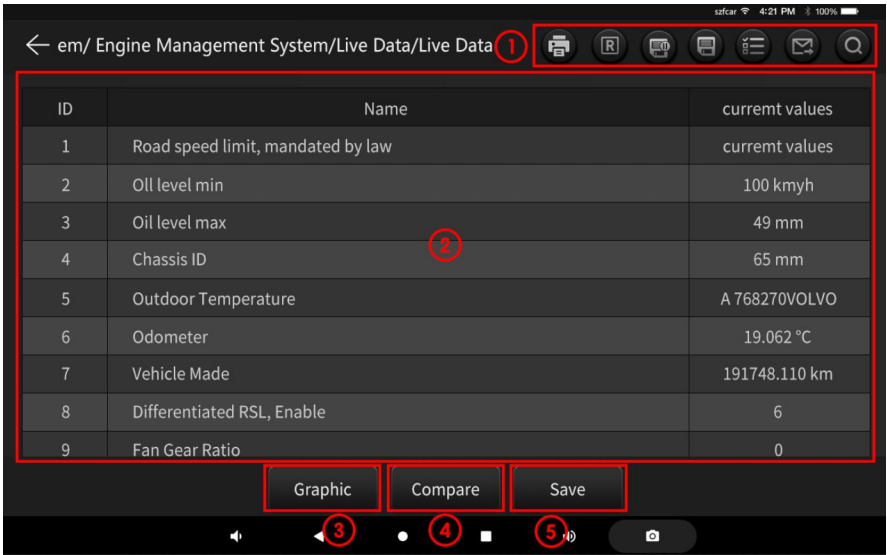 szfcar 4:21 PM 100%
em/ Engine Management System/Live Data/Live Data 1 R
ID Name curremt values
1 Road speed limit, mandated by law curremt values
2 Oll level min 100 kmyh
3 Oil level max 49 mm
2
4 Chassis ID 65 mm
5 Outdoor Temperature A 768270VOLVO
6 Odometer 19.062 °C
7 Vehicle Made 191748.110 km
8 Differentiated RSL, Enable 6
9 Fan Gear Ratio 0
Graphic Compare Save
3 4 5